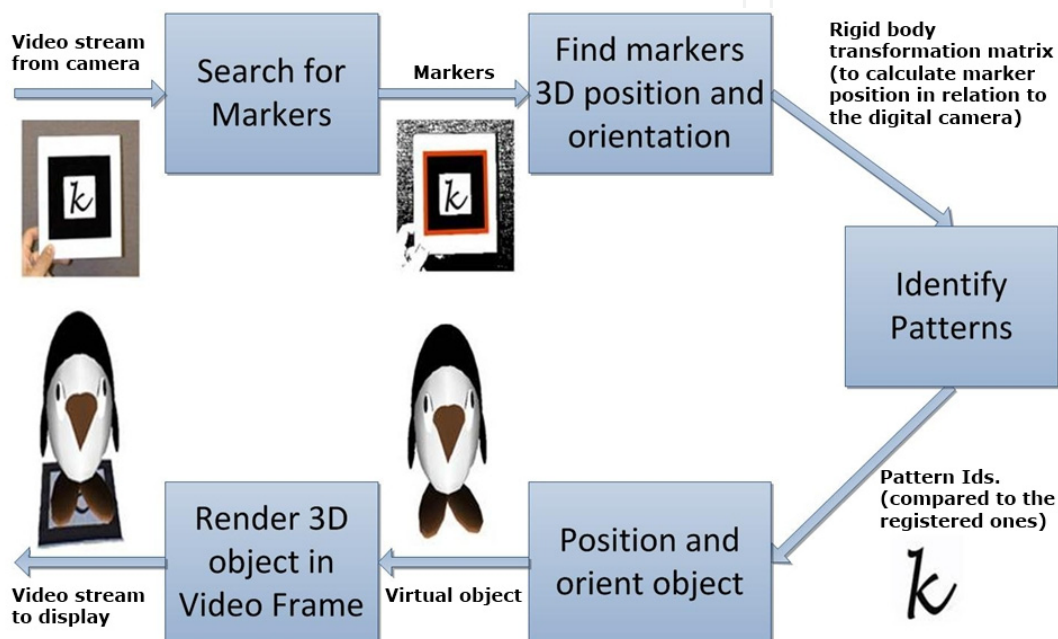 Video stream
from camera
Search for
Markers
Markers
Find markers
3D position and
orientation
Rigid body
transformation matrix
(to calculate marker
position in relation to
the digital camera)
k
k
Identify
Patterns
Pattern Ids.
(compared to the
registered ones)
k
Position and
orient object
Virtual object
Render 3D
object in
Video Frame
Video stream
to display